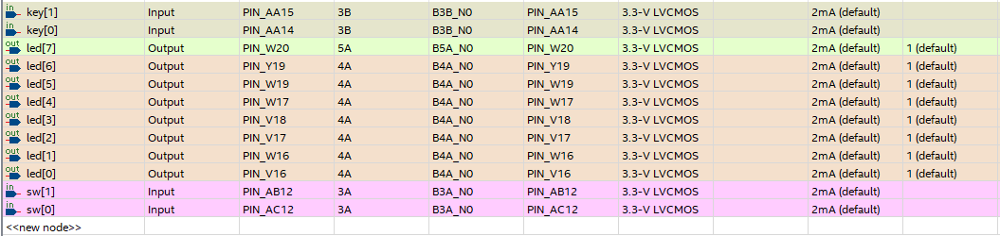 in key[1] Input PIN_AA15 3B B3B_N0 PIN_AA15 3.3-V LVCMOS 2mA (default)
in key[0] Input PIN_AA14 3B B3B_N0 PIN_AA14 3.3-V LVCMOS 2mA (default)
out led[7] Output PIN_W20 5A B5A_N0 PIN_W20 3.3-V LVCMOS 2mA (default) 1 (default)
out led[6] Output PIN_Y19 4A B4A_N0 PIN_Y19 3.3-V LVCMOS 2mA (default) 1 (default)
out led[5] Output PIN_W19 4A B4A_N0 PIN_W19 3.3-V LVCMOS 2mA (default) 1 (default)
out led[4] Output PIN_W17 4A B4A_N0 PIN_W17 3.3-V LVCMOS 2mA (default) 1 (default)
out led[3] Output PIN_V18 4A B4A_N0 PIN_V18 3.3-V LVCMOS 2mA (default) 1 (default)
out led[2] Output PIN_V17 4A B4A_N0 PIN_V17 3.3-V LVCMOS 2mA (default) 1 (default)
out led[1] Output PIN_W16 4A B4A_N0 PIN_W16 3.3-V LVCMOS 2mA (default) 1 (default)
out led[0] Output PIN_V16 4A B4A_N0 PIN_V16 3.3-V LVCMOS 2mA (default) 1 (default)
in sw[1] Input PIN_AB12 3A B3A_N0 PIN_AB12 3.3-V LVCMOS 2mA (default)
in sw[0] Input PIN_AC12 3A B3A_N0 PIN_AC12 3.3-V LVCMOS 2mA (default)
<<new node>>